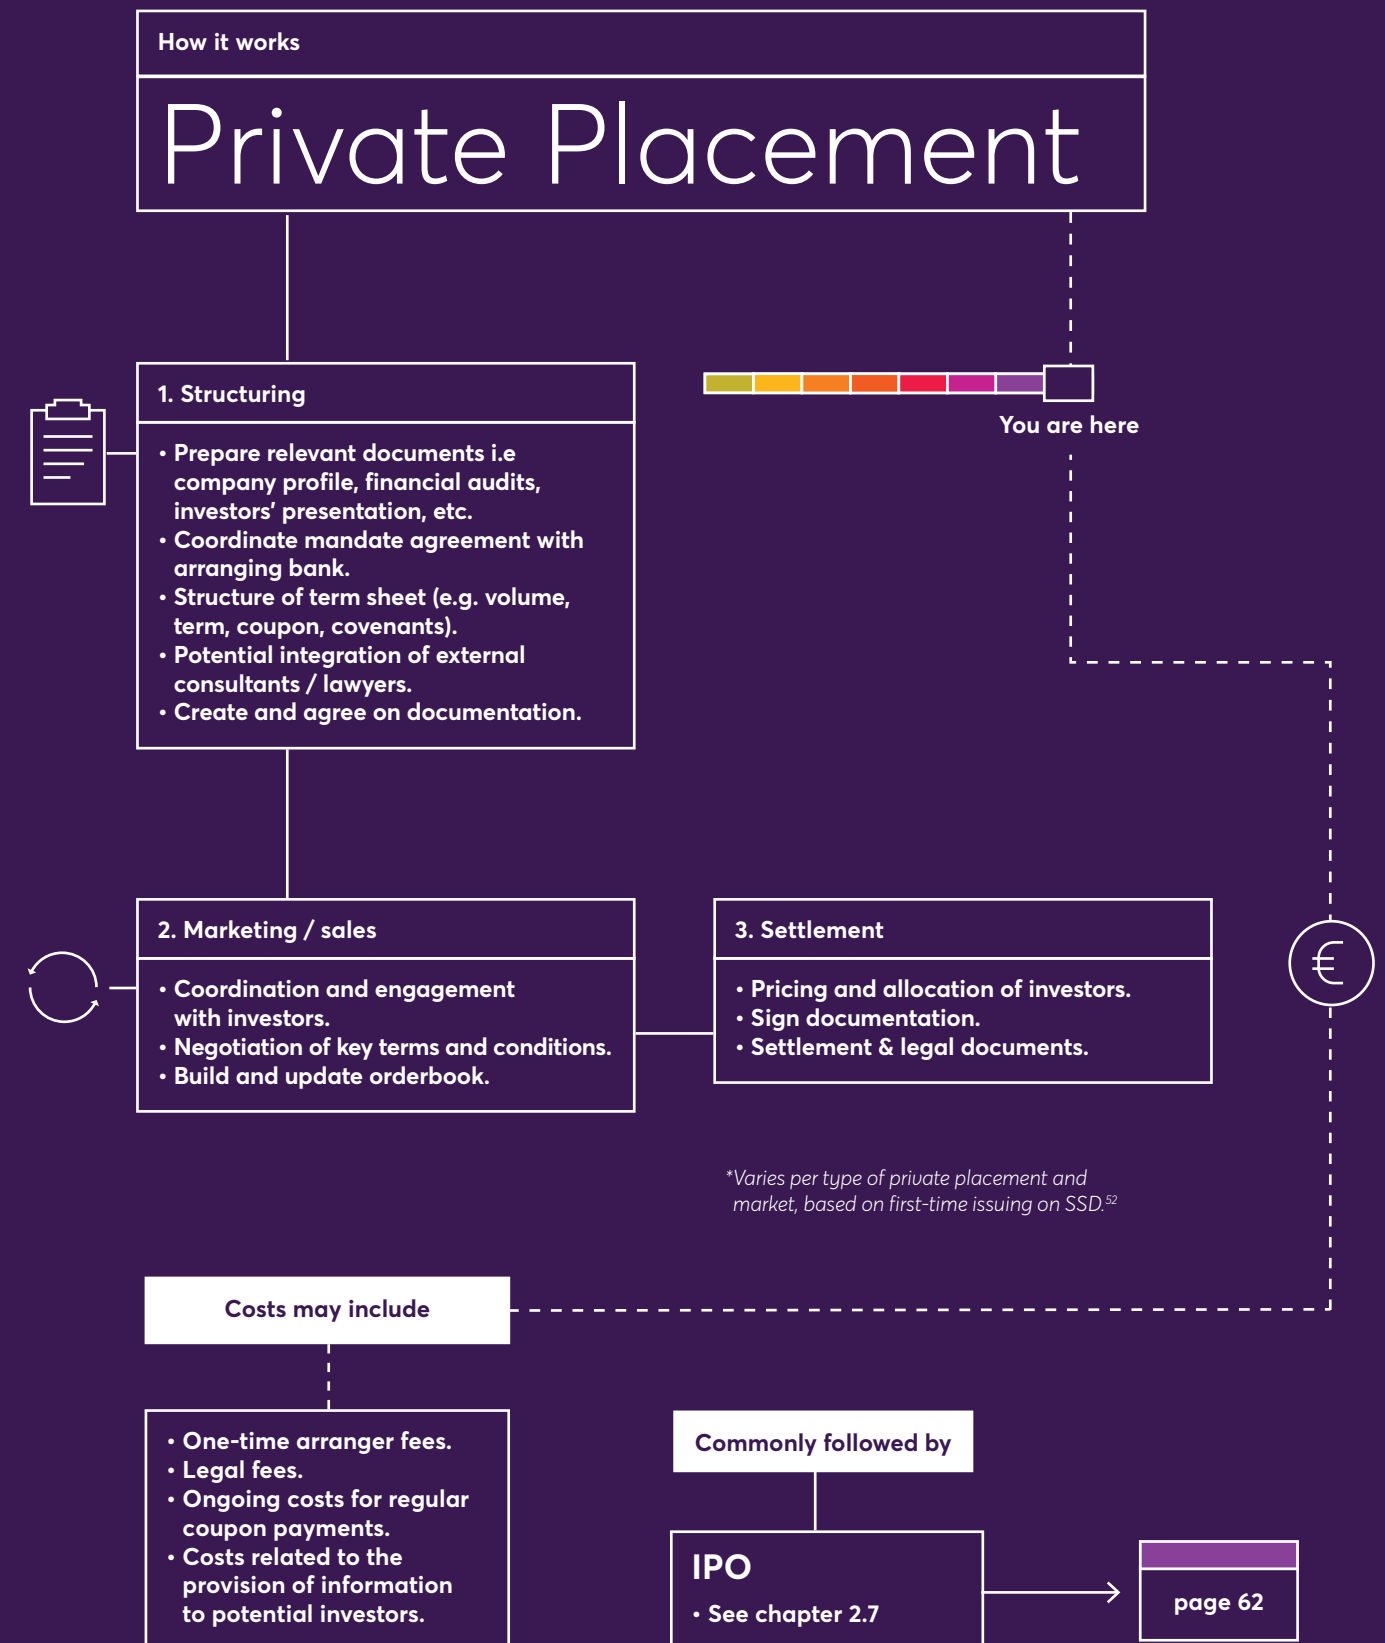 How it works
Private Placement
1. Structuring
• Prepare relevant documents i.e
company profile, financial audits,
investors’ presentation, etc.
• Coordinate mandate agreement with
arranging bank.
• Structure of term sheet (e.g. volume,
term, coupon, covenants).
• Potential integration of external
consultants / lawyers.
• Create and agree on documentation.
You are here
2. Marketing / sales
• Coordination and engagement
with investors.
• Negotiation of key terms and conditions.
• Build and update orderbook.
3. Settlement
• Pricing and allocation of investors.
• Sign documentation.
• Settlement & legal documents.
€
*Varies per type of private placement and
market, based on first-time issuing on SSD.52
Costs may include
• One-time arranger fees.
• Legal fees.
• Ongoing costs for regular
coupon payments.
• Costs related to the
provision of information
to potential investors.
Commonly followed by
IPO
• See chapter 2.7
page 62